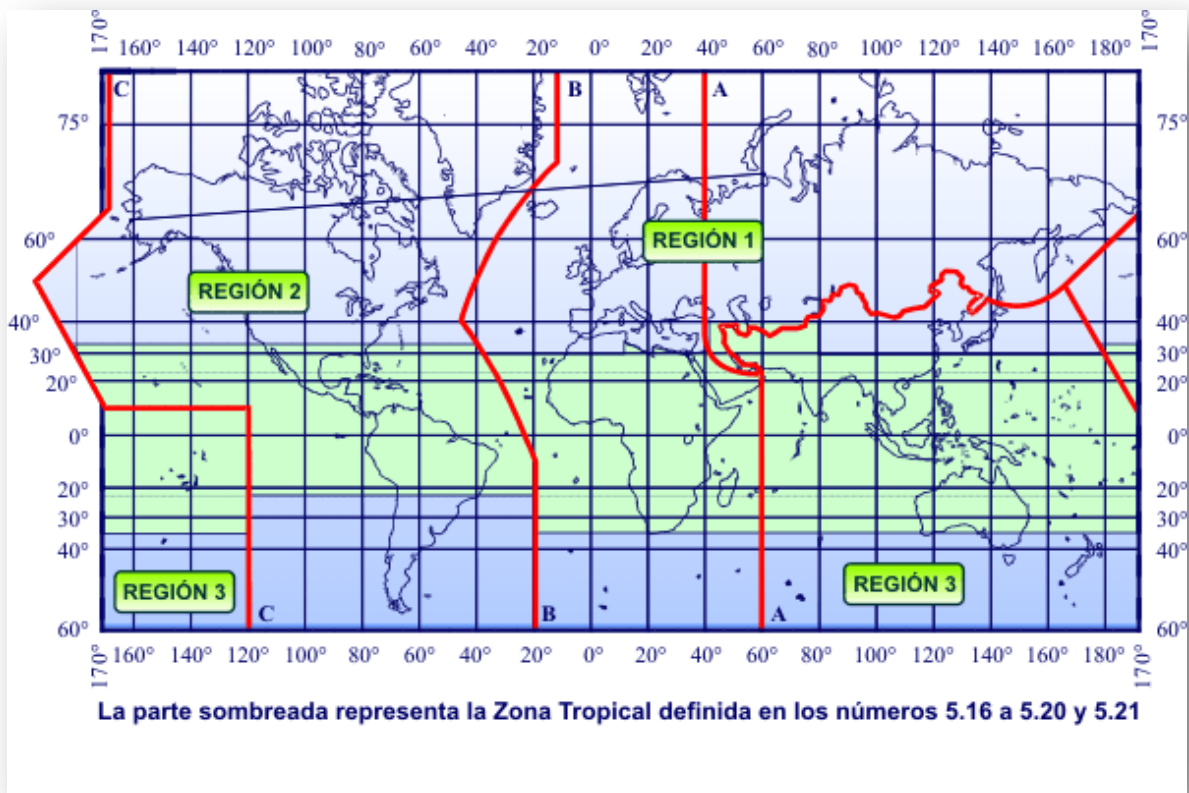 170° 160° 140° 120° 100° 80° 60° 40° 20° 0° 20° 40° 60° 80° 100° 120° 140° 160° 180° 170°
C B A
75° 75°
60° REGIÓN 1 60°
REGIÓN 2
40° 40°
30° 30°
20° 20°
0° 0°
20° 20°
30° 30°
40° 40°
REGIÓN 3 REGIÓN 3
C B A
60° 60°
170° 160° 140° 120° 100° 80° 60° 40° 20° 0° 20° 40° 60° 80° 100° 120° 140° 160° 180° 170°
La parte sombreada representa la Zona Tropical definida en los números 5.16 a 5.20 y 5.21